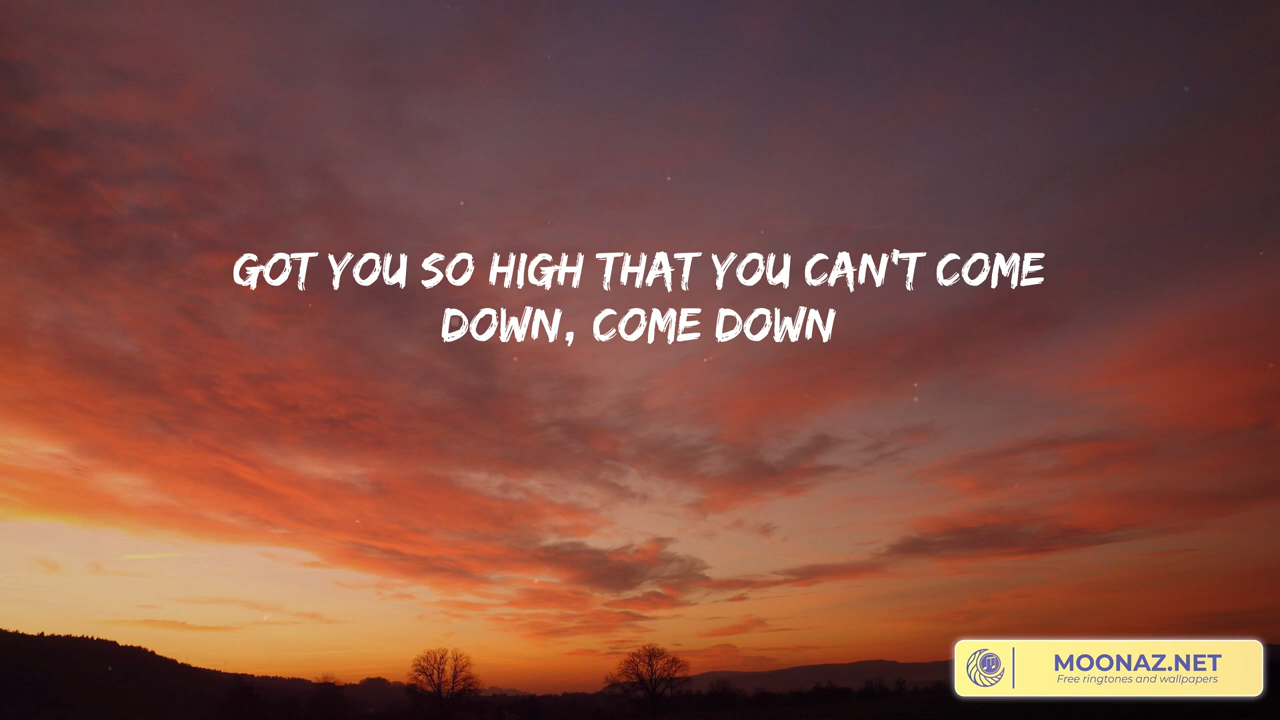 GOT YOU SO HIGH THAT YOU CAN'T COME
DOWN, COME DOWN
MOONAZ.NET
Free ringtones and wallpapers